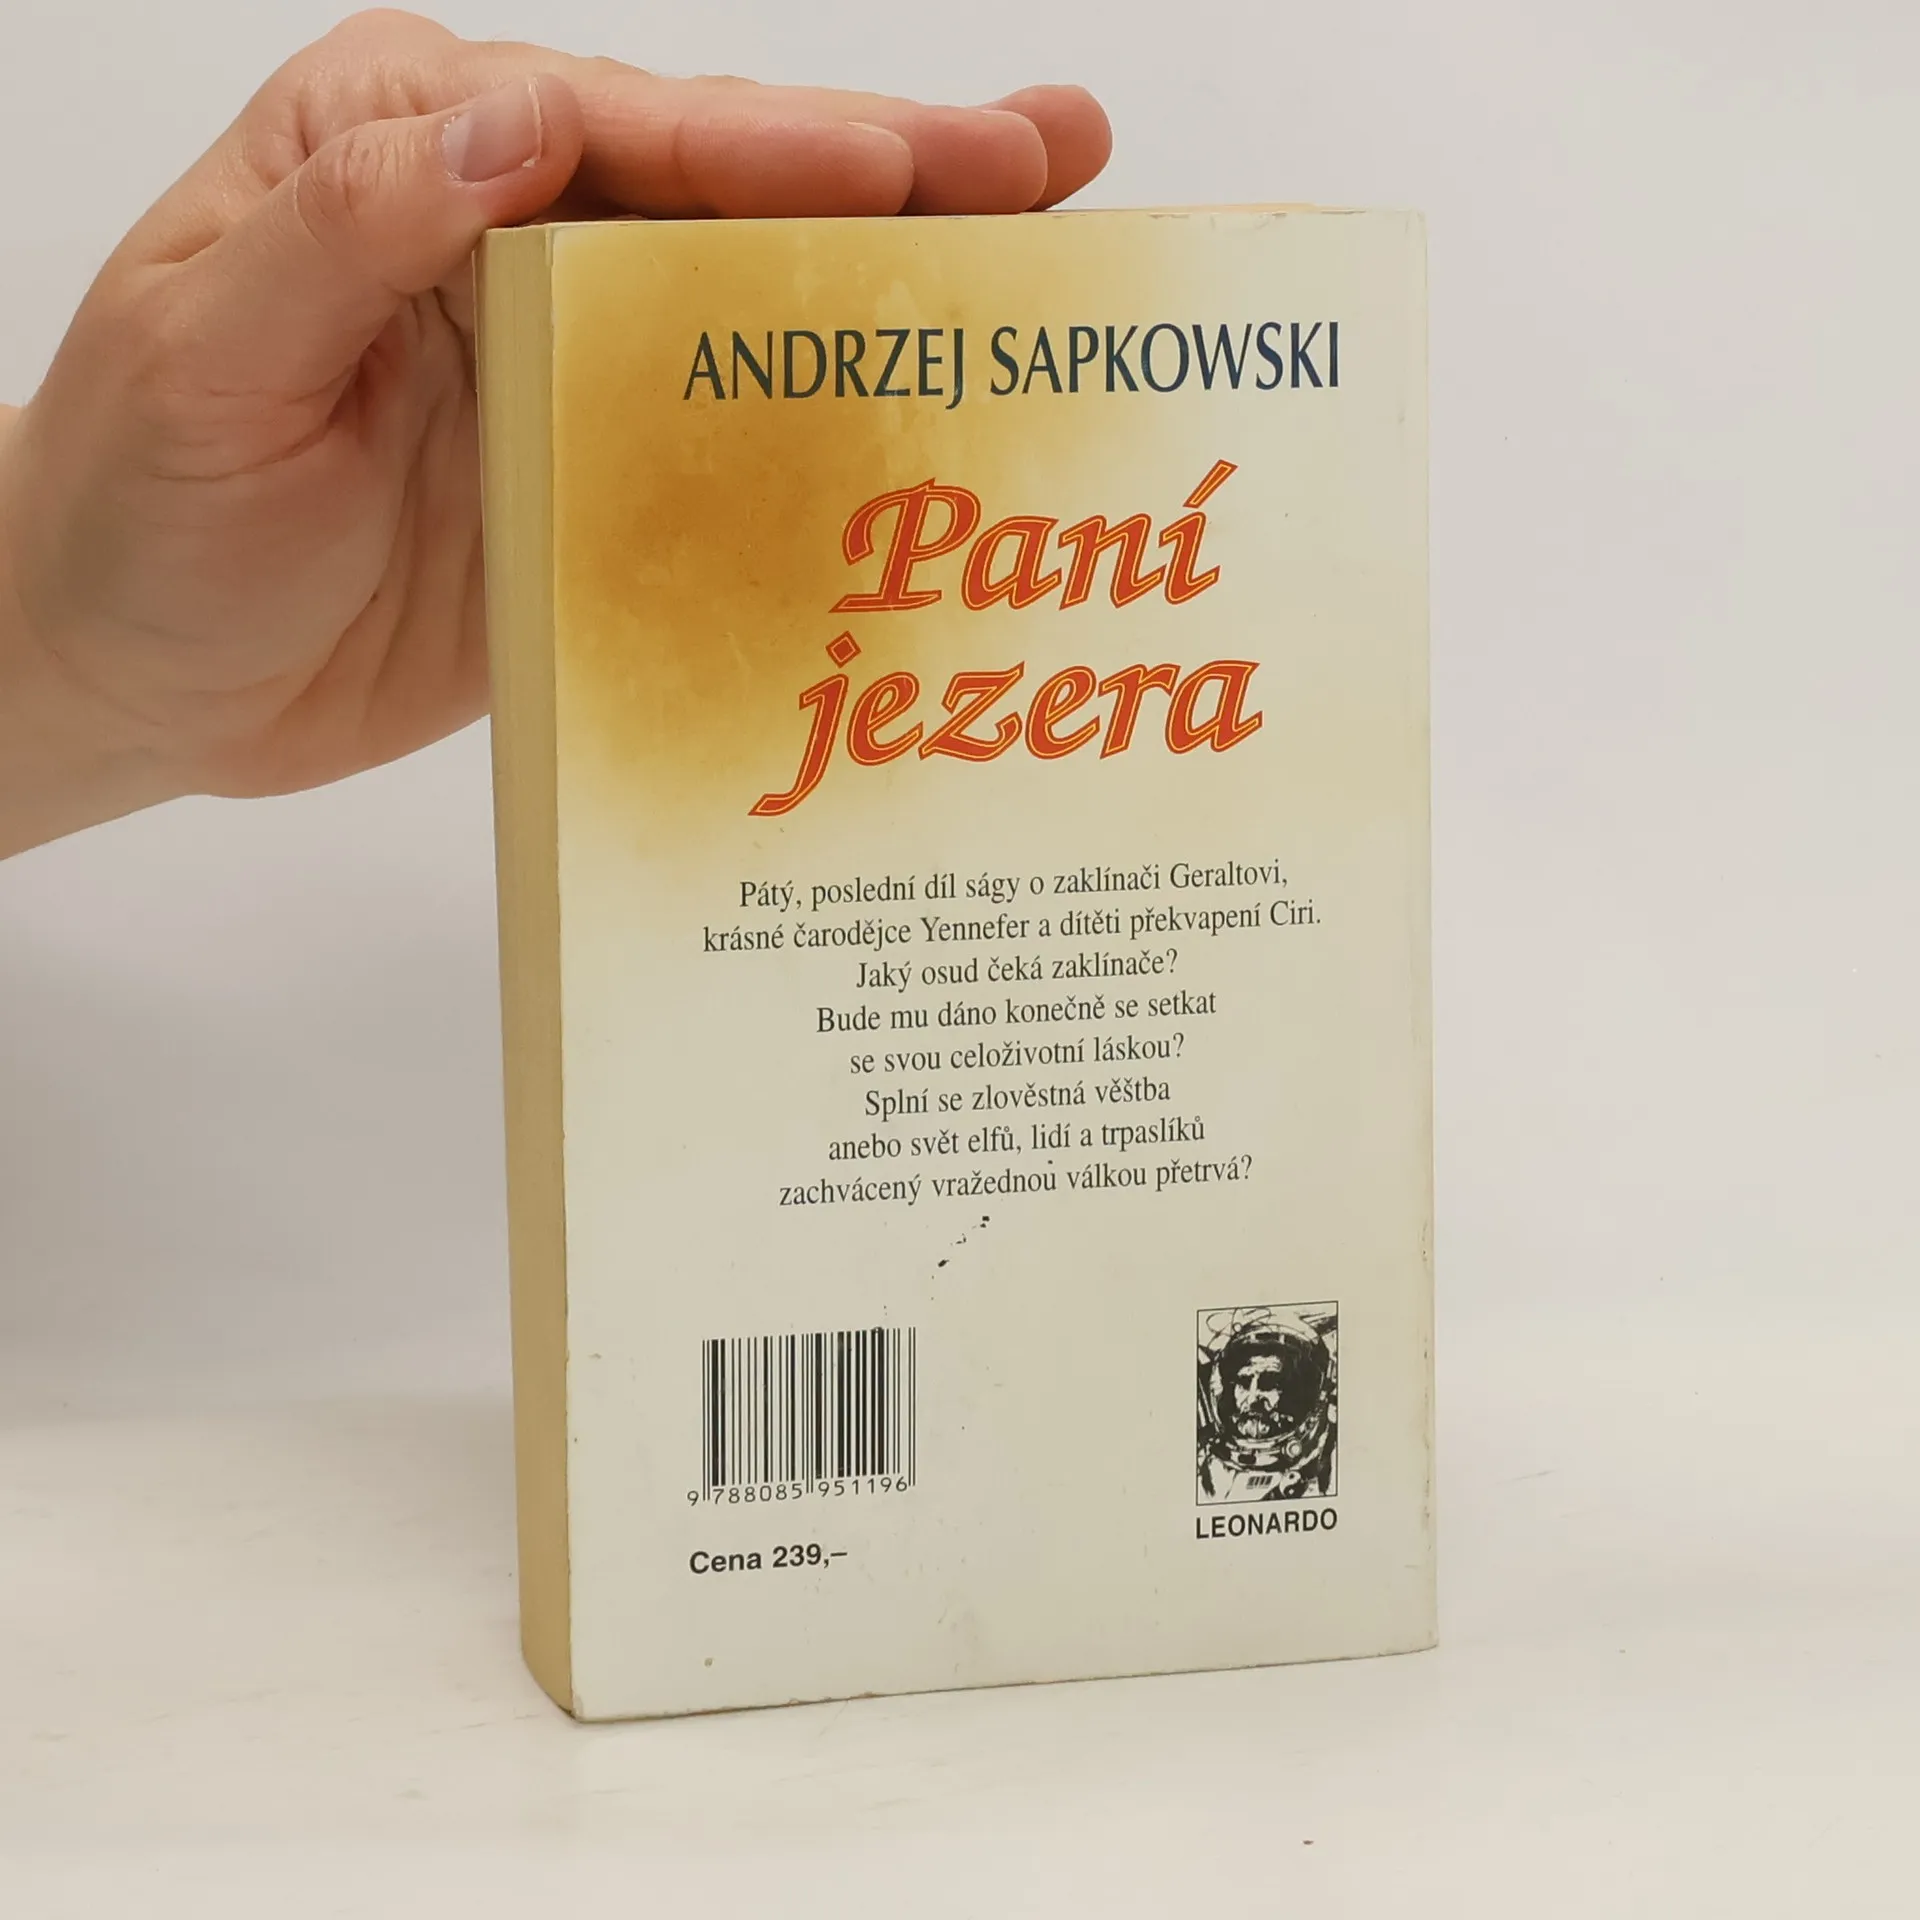 ANDRZEJ SAPKOWSKI
Paní
jezera
Pátý, poslední díl ságy o zaklínači Geraltovi,
krásné čarodějce Yennefer a dítěti překvapení Ciri.
Jaký osud čeká zaklínače?
Bude mu dáno konečně se setkat
se svou celoživotní láskou?
Splní se zlověstná věštba
anebo svět elfů, lidí a trpaslíků
zachvácený vražednou válkou přetrvá?
9 788085 951196
LEONARDO
Cena 239,–